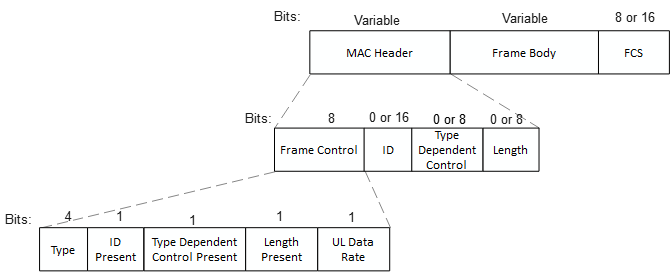 Bits: Variable Variable 8 or 16
MAC Header Frame Body FCS
Bits: 8 0 or 16 0 or 8 0 or 8
Frame Control ID Type Dependent Control Length
Bits: 4 1 1 1 1
Type ID Present Type Dependent Control Present Length Present UL Data Rate